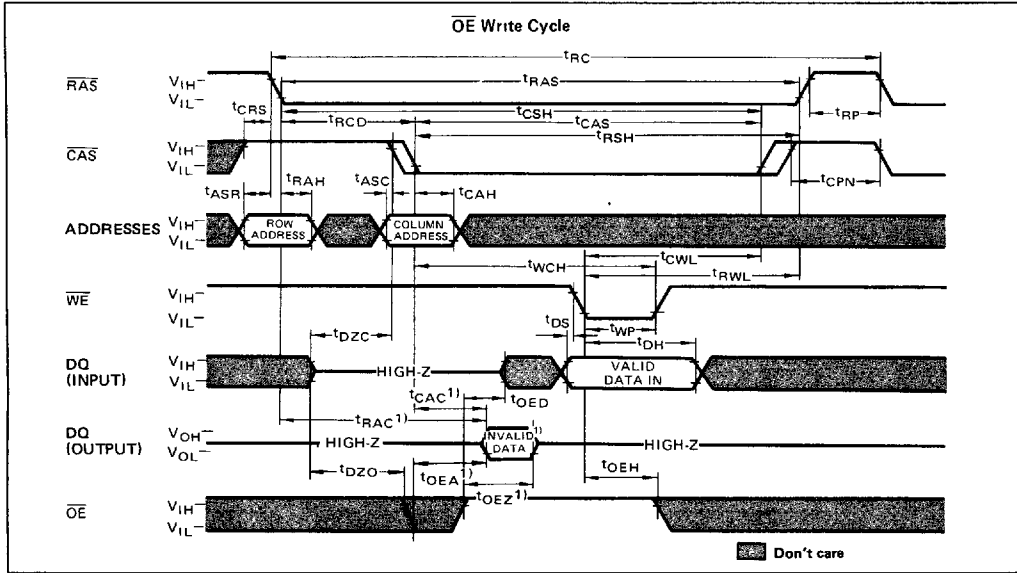 OE Write Cycle
tRC
RAS
VIH
VIL
tRAS
tCRS
tRCD
tCSH
tCAS
tRSH
tRP
CAS
VIH
VIL
tASR
tRAH
tASC
tCAH
tCPN
ADDRESSES
VIH
VIL
ROW ADDRESS
COLUMN ADDRESS
tWCH
tCWL
tRWL
WE
VIH
VIL
tDZC
tDS
tWP
tDH
DQ (INPUT)
VIH
VIL
HIGH-Z
VALID DATA IN
tCAC 1)
tOED
tRAC 1)
DQ (OUTPUT)
VOH
VOL
HIGH-Z
INVALID 1) DATA
HIGH-Z
tDZO
tOEA 1)
tOEZ 1)
tOEH
OE
VIH
VIL
Don't care